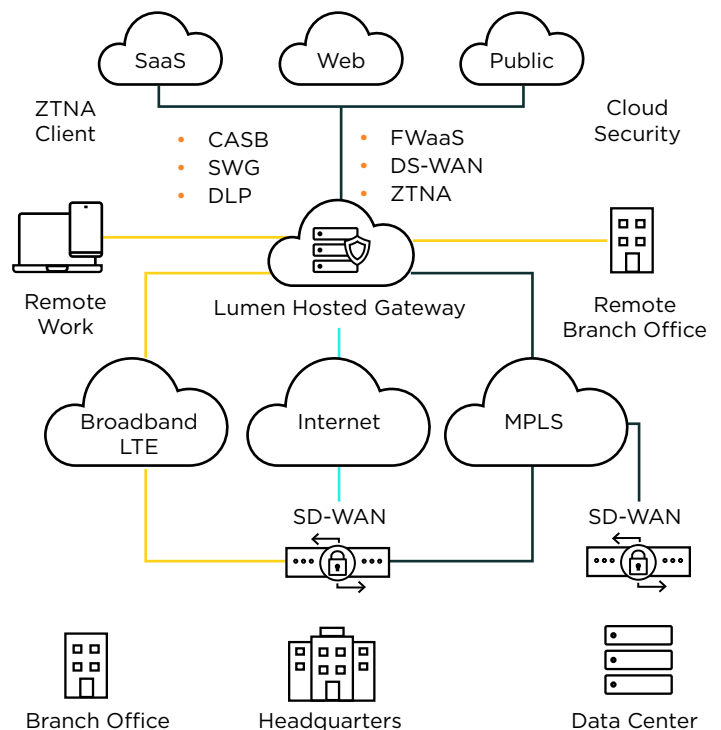 SaaS
Web
Public
ZTNA
Client
Cloud
Security
• CASB
• SWG
• DLP
• FWaaS
• DS-WAN
• ZTNA
Remote
Work
Lumen Hosted Gateway
Remote
Branch Office
Broadband
LTE
Internet
MPLS
SD-WAN
SD-WAN
Branch Office
Headquarters
Data Center